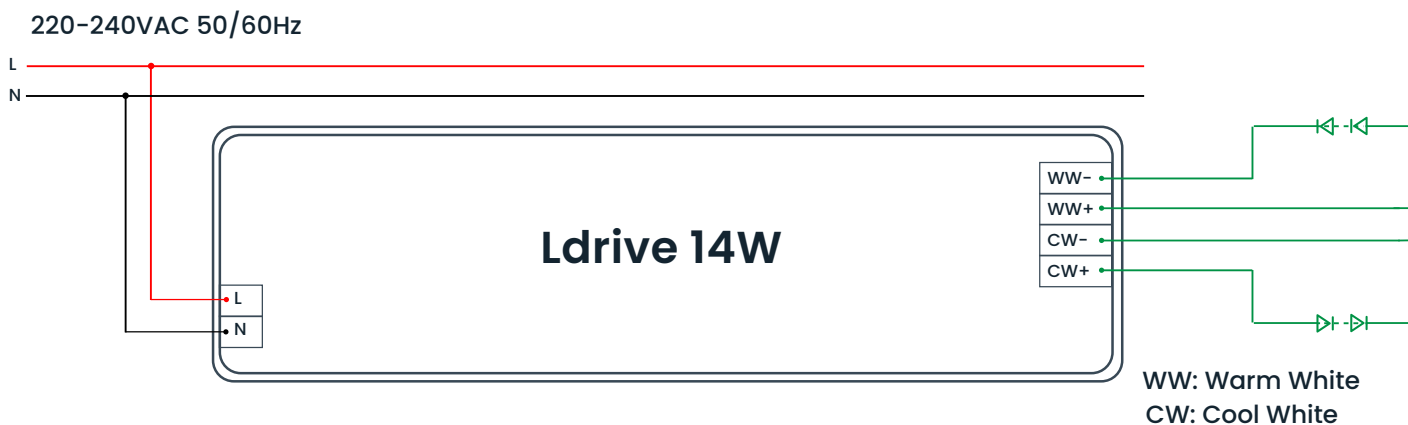 220-240VAC 50/60Hz
L
N
Ldrive 14W
L
N
WW-
WW+
CW-
CW+
WW: Warm White
CW: Cool White